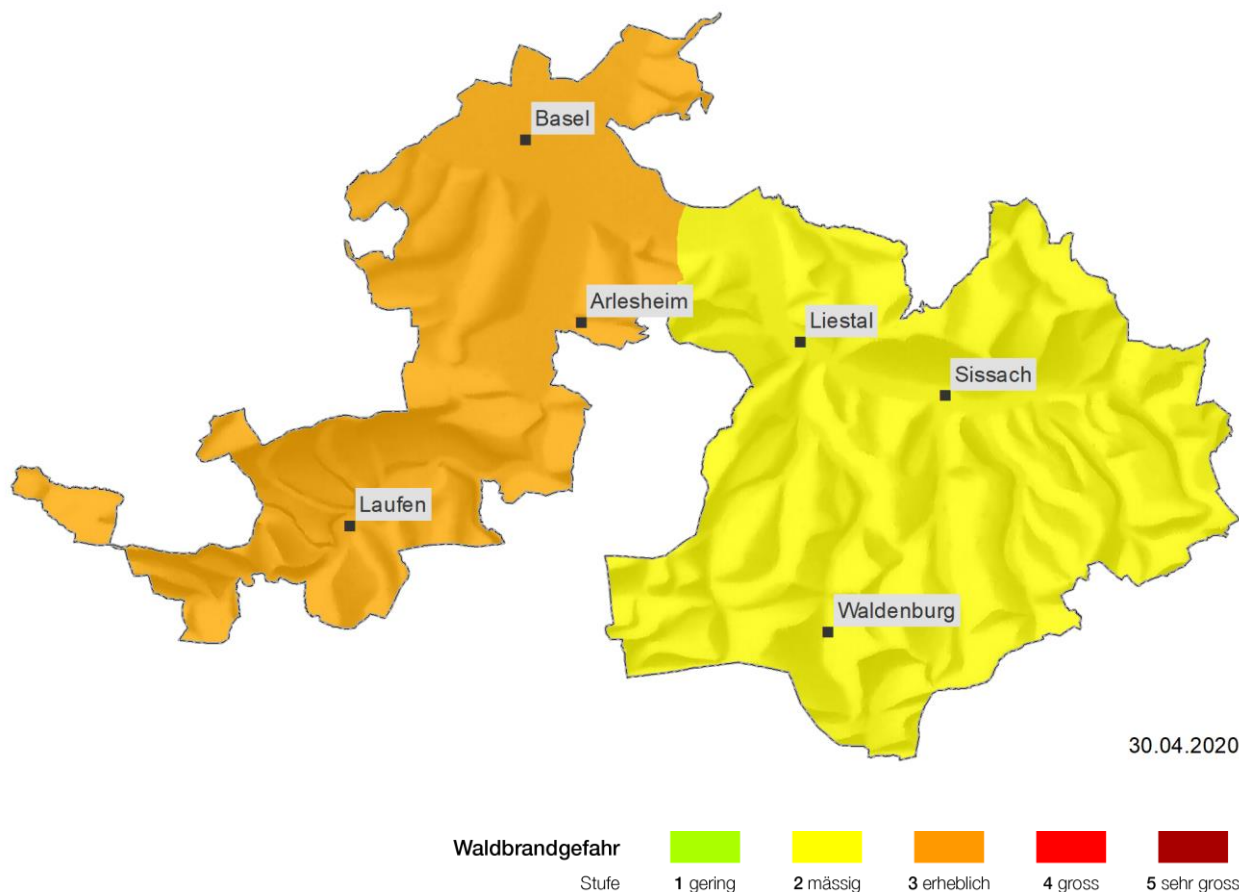 Basel
Arlesheim
Liestal
Sissach
Laufen
Waldenburg
30.04.2020
Waldbrandgefahr
Stufe 1 gering 2 mässig 3 erheblich 4 gross 5 sehr gross